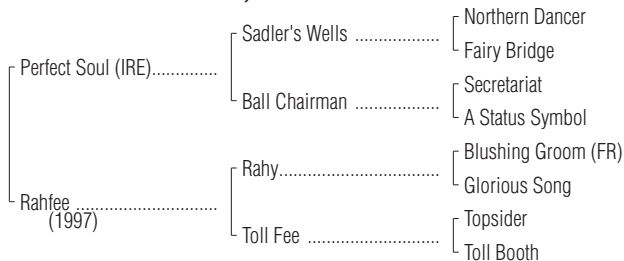 Northern Dancer
Sadler's Wells ..................
Fairy Bridge
Perfect Soul (IRE).............
Secretariat
Ball Chairman ..................
A Status Symbol
Blushing Groom (FR)
Rahy..................................
Glorious Song
Rahfee ..............................
(1997)
Topsider
Toll Fee ............................
Toll Booth